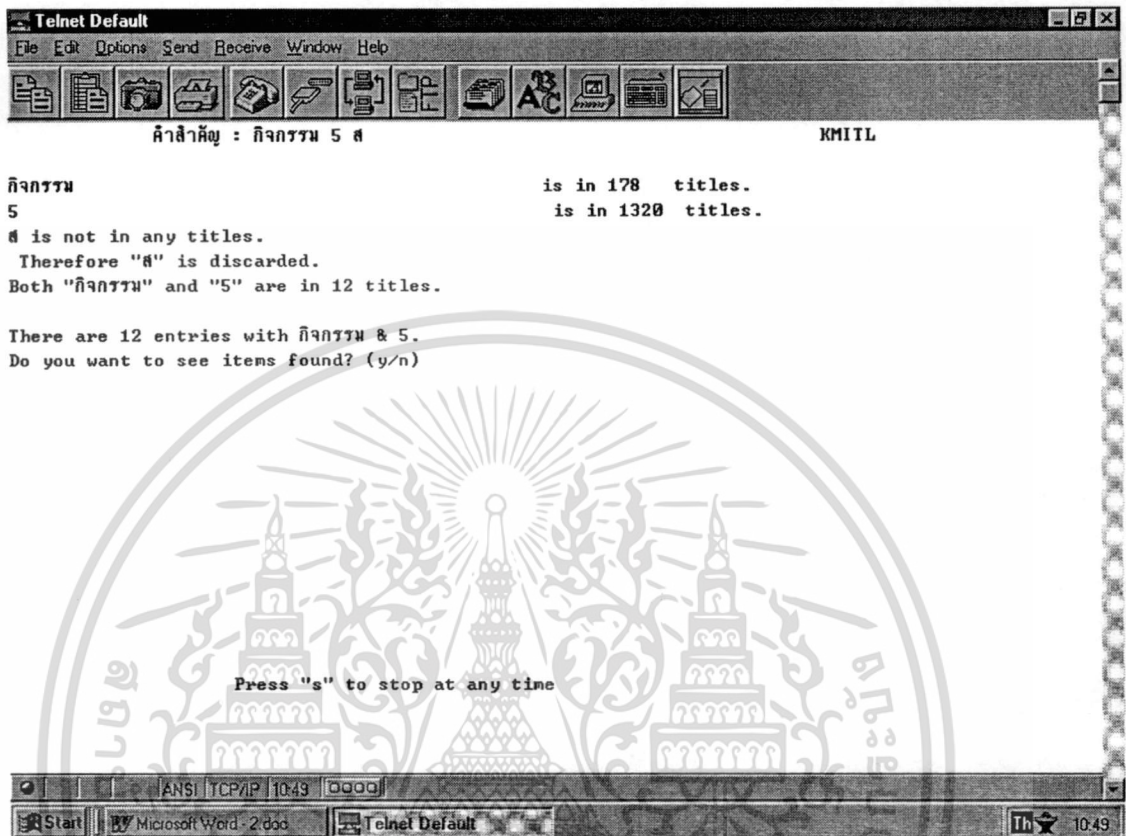 Telnet Default
File Edit Options Send Receive Window Help
FTP
คำสำคัญ : กิจกรรม 5 ส KMITL
กิจกรรม is in 178 titles.
5 is in 1320 titles.
ส is not in any titles.
Therefore "ส" is discarded.
Both "กิจกรรม" and "5" are in 12 titles.
There are 12 entries with กิจกรรม & 5.
Do you want to see items found? (y/n)
Press "s" to stop at any time
ANSI TCP/IP 10:49
Start Microsoft Word - 2.doc Telnet Default Th 10:49